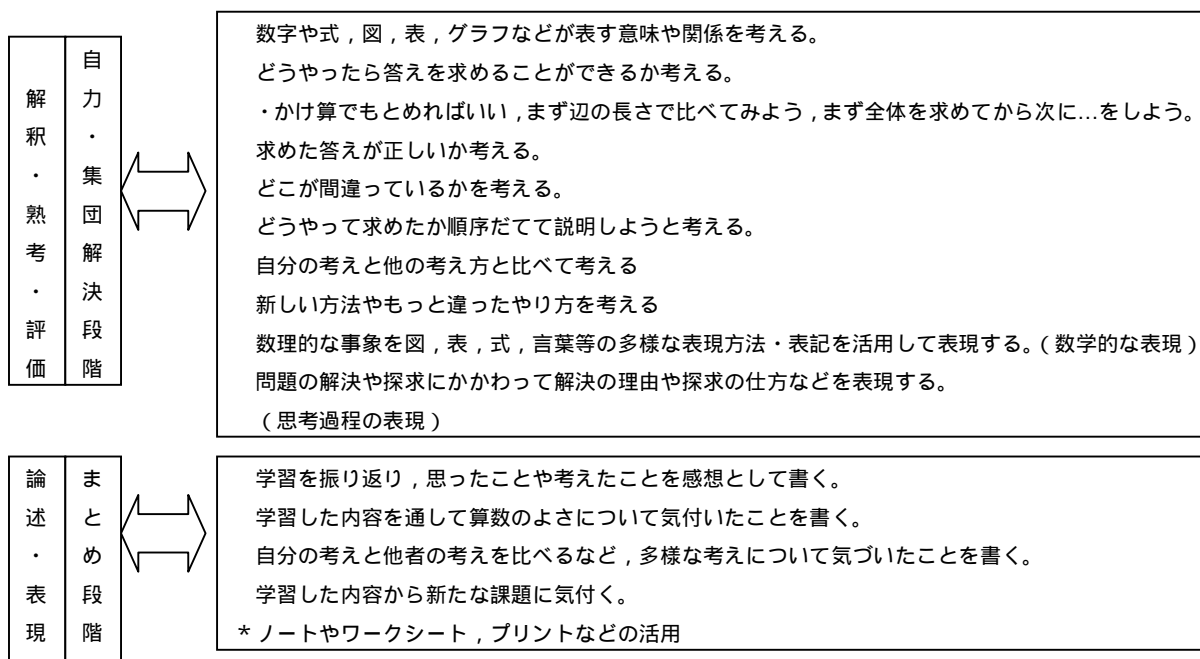 解釈・熟考・評価
自力・集団解決段階
数字や式，図，表，グラフなどが表す意味や関係を考える。
どうやったら答えを求めることができるか考える。
・かけ算でもとめればいい，まず辺の長さで比べてみよう，まず全体を求めてから次に…をしよう。
求めた答えが正しいか考える。
どこが間違っているかを考える。
どうやって求めたか順序だてて説明しようと考える。
自分の考えと他の考え方と比べて考える
新しい方法やもっと違ったやり方を考える
数理的な事象を図，表，式，言葉等の多様な表現方法・表記を活用して表現する。（数学的な表現）
問題の解決や探求にかかわって解決の理由や探求の仕方などを表現する。
（思考過程の表現）
論述・表現
まとめ段階
学習を振り返り，思ったことや考えたことを感想として書く。
学習した内容を通して算数のよさについて気付いたことを書く。
自分の考えと他者の考えを比べるなど，多様な考えについて気づいたことを書く。
学習した内容から新たな課題に気付く。
*ノートやワークシート，プリントなどの活用